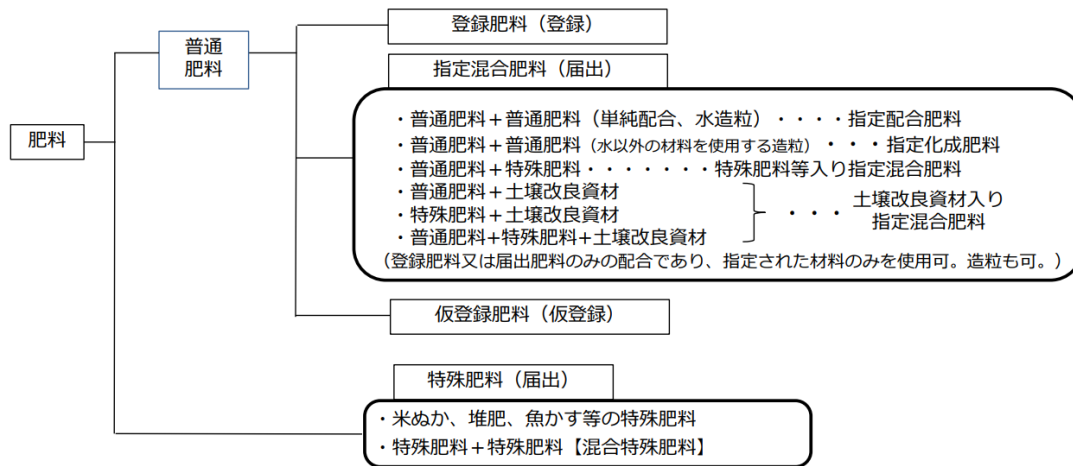 肥料
普通
肥料
登録肥料（登録）
指定混合肥料（届出）
・普通肥料＋普通肥料（単純配合、水造粒）・・・・指定配合肥料
・普通肥料＋普通肥料（水以外の材料を使用する造粒）・・・指定化成肥料
・普通肥料＋特殊肥料・・・・・・・特殊肥料等入り指定混合肥料
・普通肥料＋土壌改良資材
・特殊肥料＋土壌改良資材
・普通肥料+特殊肥料+土壌改良資材
・・・ 土壌改良資材入り
指定混合肥料
（登録肥料又は届出肥料のみの配合であり、指定された材料のみを使用可。造粒も可。）
仮登録肥料（仮登録）
特殊肥料（届出）
・米ぬか、堆肥、魚かす等の特殊肥料
・特殊肥料＋特殊肥料【混合特殊肥料】